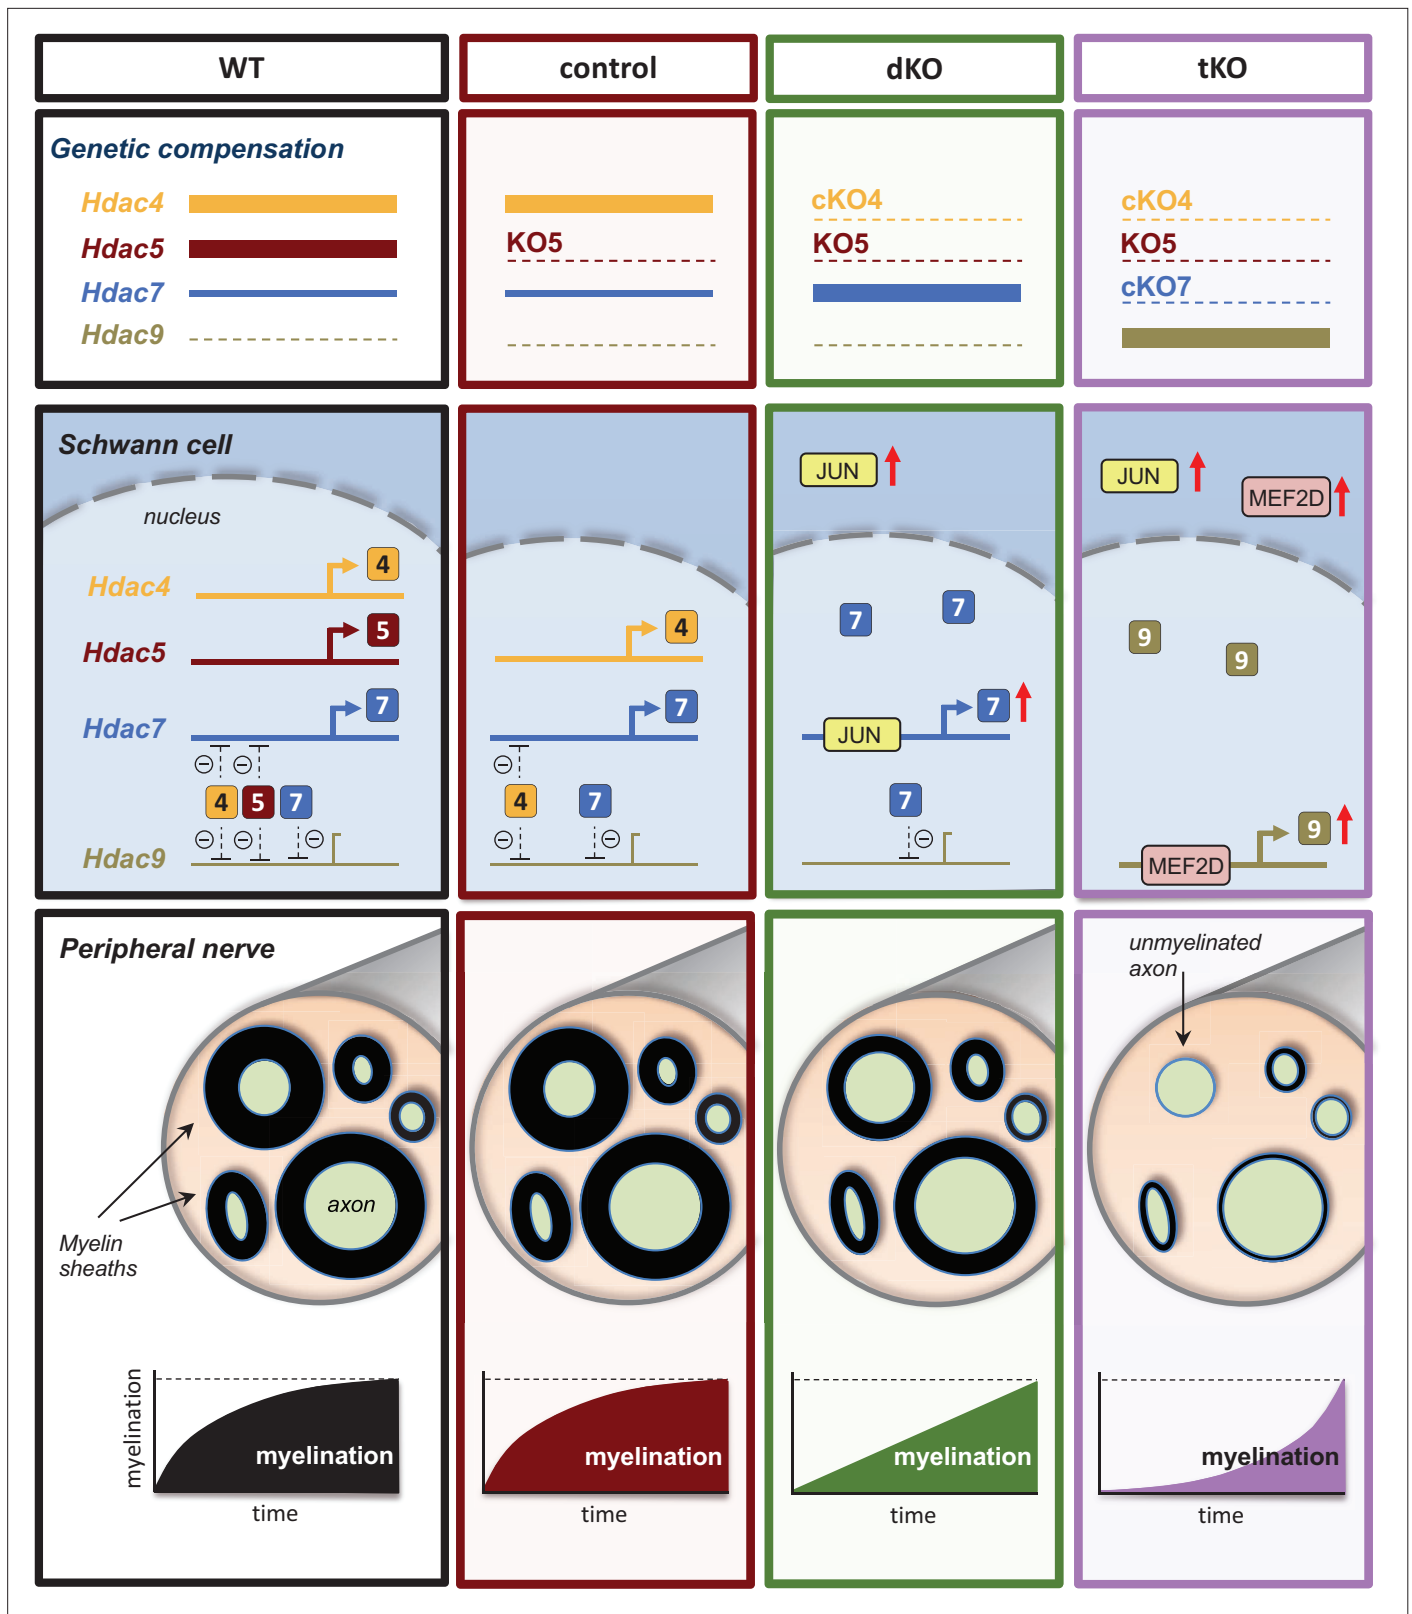 WT
control
dKO
tKO
Genetic compensation
Hdac4
Hdac5
Hdac7
Hdac9
KO5
cKO4
KO5
cKO4
KO5
cKO7
Schwann cell
nucleus
Hdac4
4
Hdac5
5
Hdac7
7
4 5 7
Hdac9
4
7
4 7
JUN
7 7
JUN 7
7
JUN
MEF2D
9
9
9
MEF2D
Peripheral nerve
axon
Myelin
sheaths
unmyelinated
axon
myelination
myelination
time
myelination
time
myelination
time
myelination
time